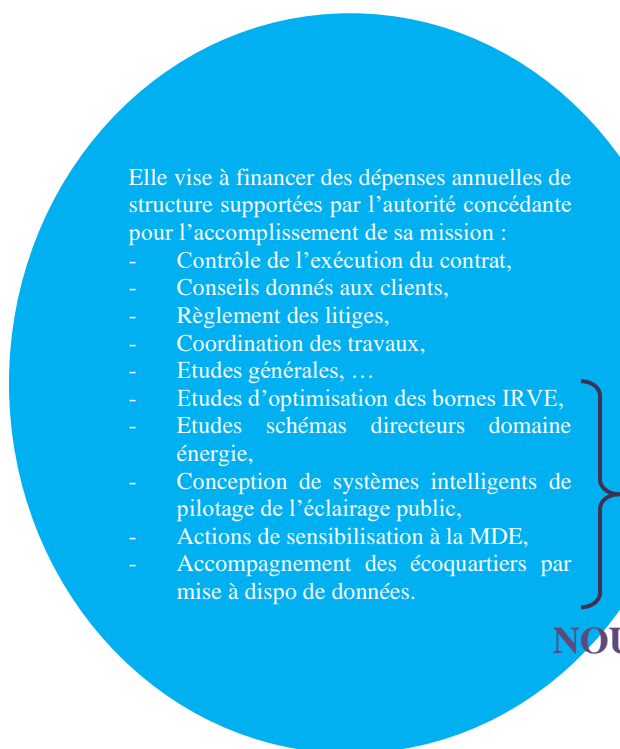 Elle vise à financer des dépenses annuelles de
structure supportées par l’autorité concédante
pour l’accomplissement de sa mission :
- Contrôle de l’exécution du contrat,
- Conseils donnés aux clients,
- Règlement des litiges,
- Coordination des travaux,
- Etudes générales, …
- Etudes d’optimisation des bornes IRVE,
- Etudes schémas directeurs domaine
énergie,
- Conception de systèmes intelligents de
pilotage de l’éclairage public,
- Actions de sensibilisation à la MDE,
- Accompagnement des écoquartiers par
mise à dispo de données.